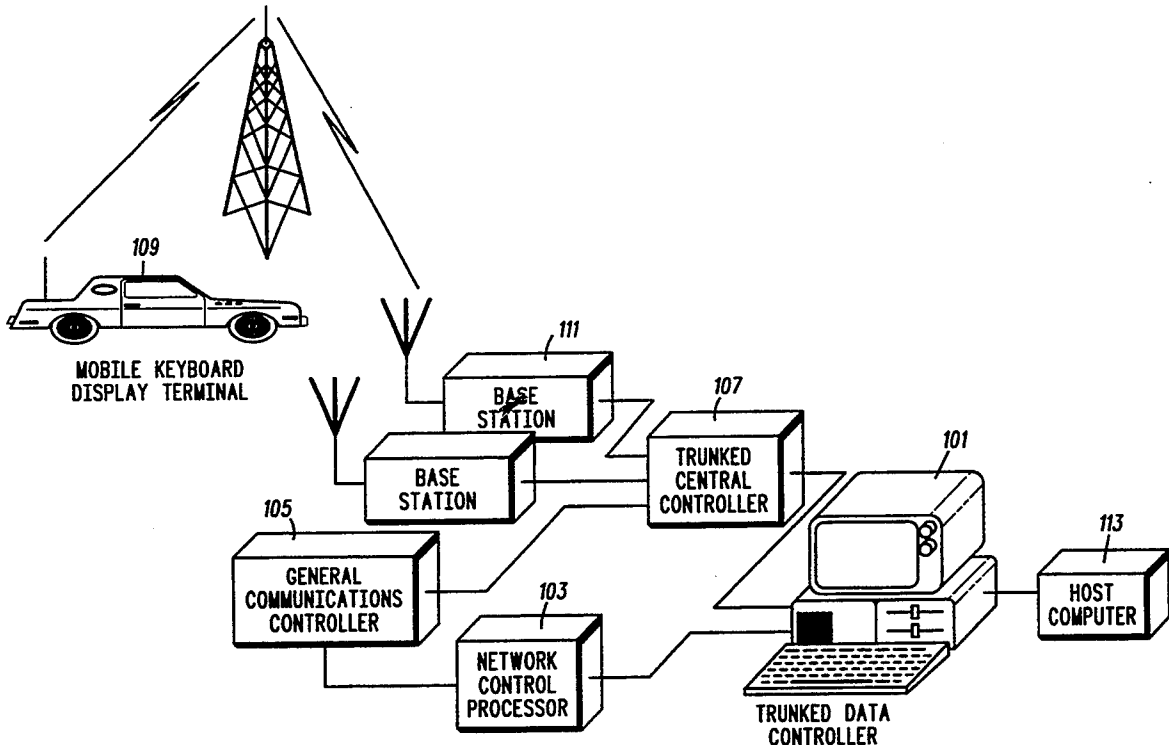 109
MOBILE KEYBOARD
DISPLAY TERMINAL
111
BASE
STATION
107
TRUNKED
CENTRAL
CONTROLLER
101
BASE
STATION
105
GENERAL
COMMUNICATIONS
CONTROLLER
103
NETWORK
CONTROL
PROCESSOR
113
HOST
COMPUTER
TRUNKED DATA
CONTROLLER